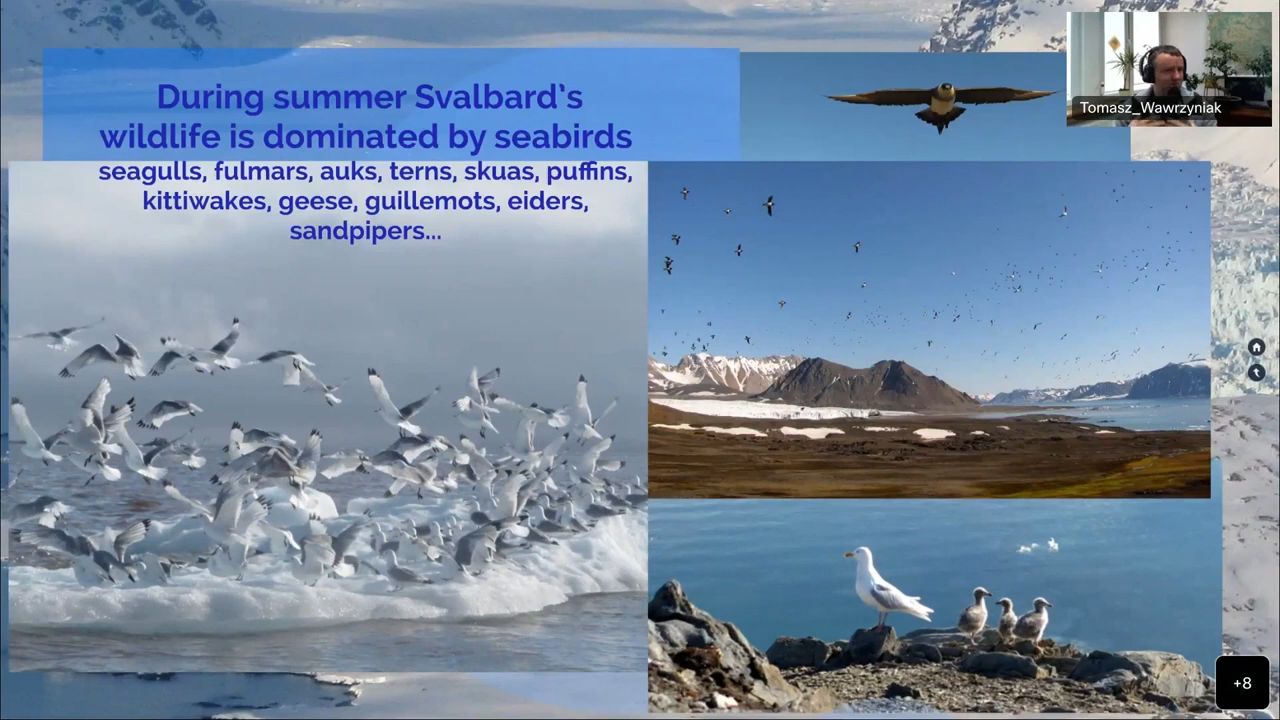 During summer Svalbard's
wildlife is dominated by seabirds
seagulls, fulmars, auks, terns, skuas, puffins,
kittiwakes, geese, guillemots, eiders,
sandpipers...
Tomasz_Wawrzyniak
+8